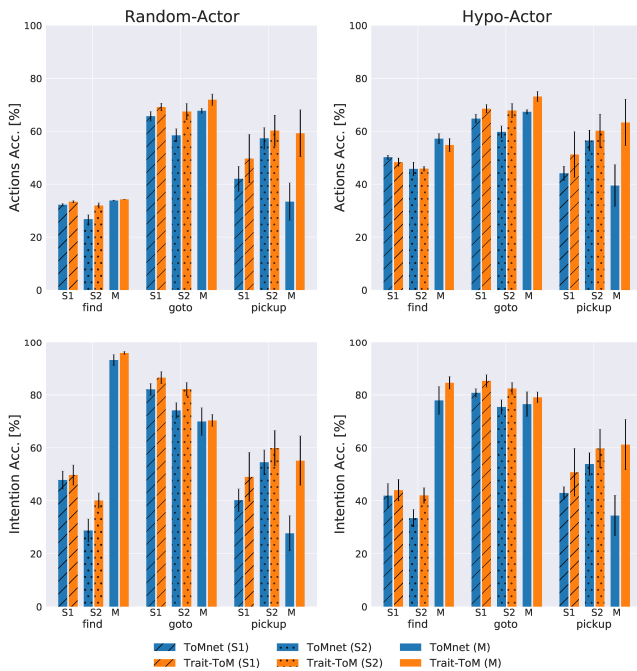 Random-Actor
Hypo-Actor
Actions Acc. [%]
100
80
60
40
20
0
S1 S2 M S1 S2 M S1 S2 M
find goto pickup
Actions Acc. [%]
100
80
60
40
20
0
S1 S2 M S1 S2 M S1 S2 M
find goto pickup
Intention Acc. [%]
100
80
60
40
20
0
S1 S2 M S1 S2 M S1 S2 M
find goto pickup
Intention Acc. [%]
100
80
60
40
20
0
S1 S2 M S1 S2 M S1 S2 M
find goto pickup
ToMnet (S1) ToMnet (S2) ToMnet (M)
Trait-ToM (S1) Trait-ToM (S2) Trait-ToM (M)